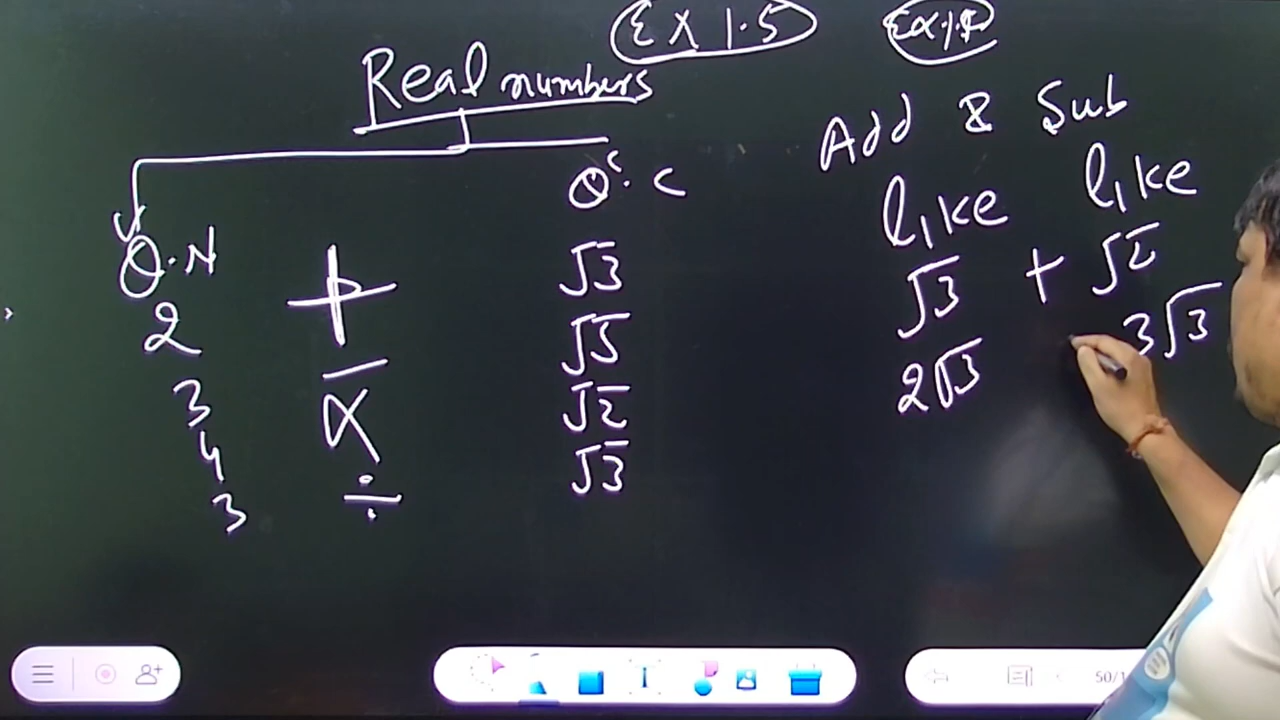 Ex 1.5
Real numbers
Q.N
2
3
4
3
+
-
×
÷
√3
√5
√2
√3
Add & Sub
like like
√3 + √2
2√3 3√3
50/1